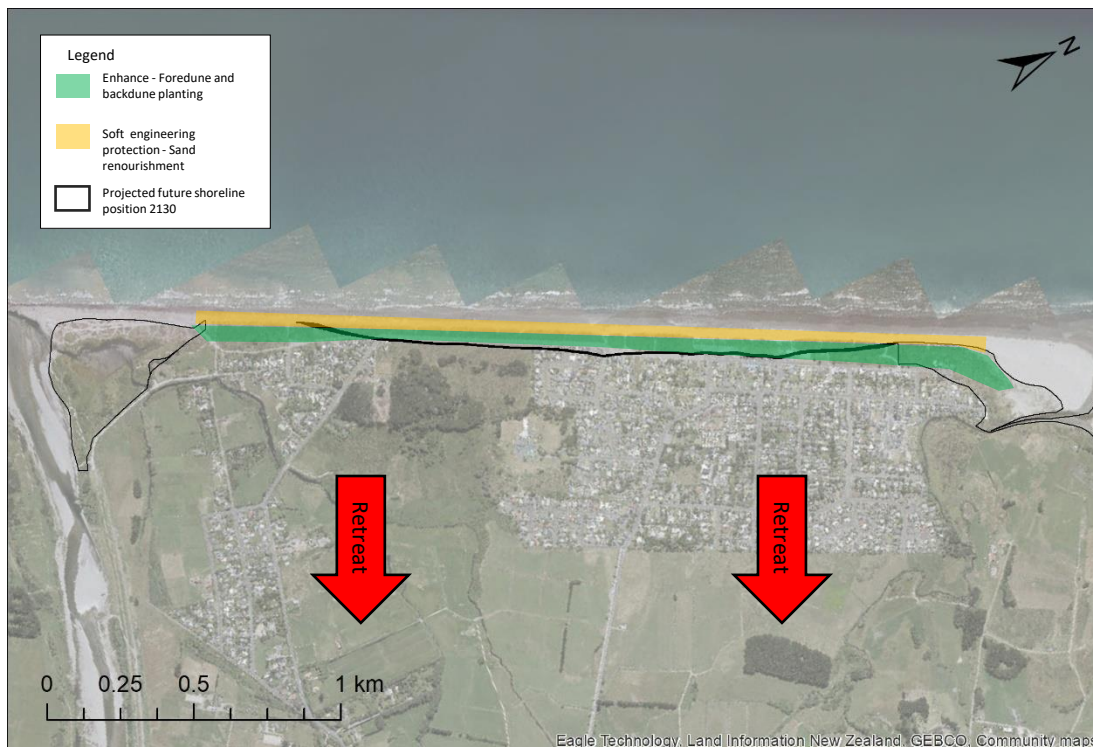 Legend
Enhance - Foredune and
backdune planting
Soft engineering
protection - Sand
renourishment
Projected future shoreline
position 2130
N
Retreat
Retreat
0 0.25 0.5 1 km
Eagle Technology, Land Information New Zealand, GEBCO, Community maps